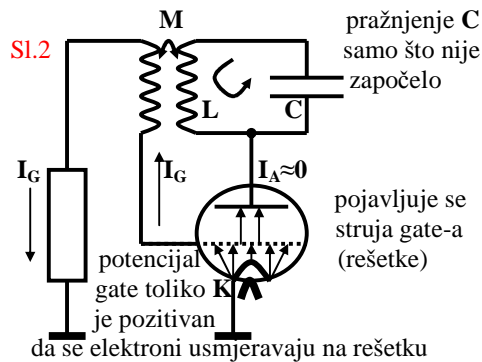 Sl.2
M
pražnjenje C
samo što nije
započelo
L
C
I_G
I_G
I_A≈0
pojavljuje se
struja gate-a
(rešetke)
potencijal
gate toliko K
je pozitivan
da se elektroni usmjeravaju na rešetku